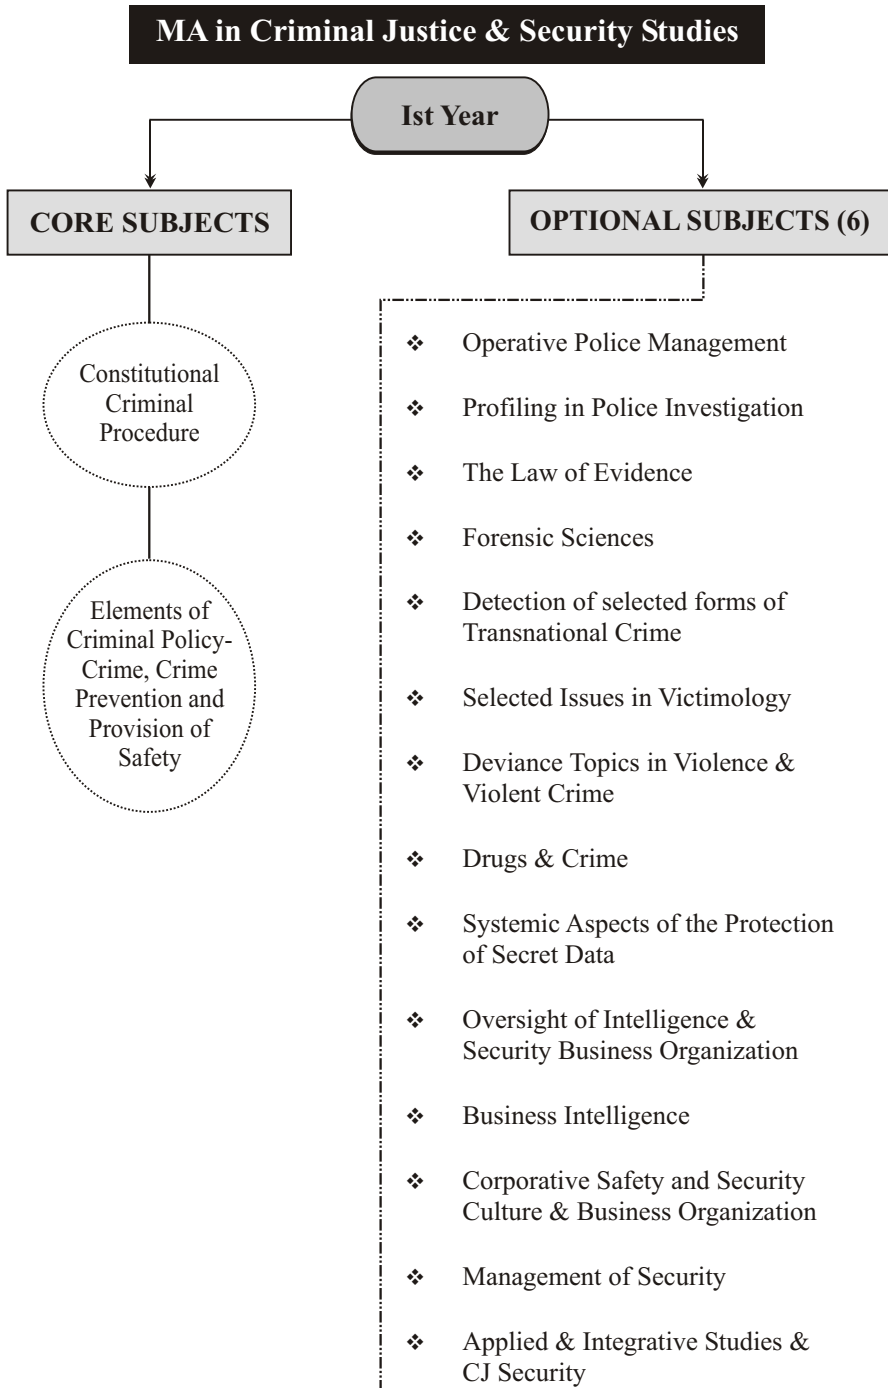 MA in Criminal Justice & Security Studies
Ist Year
CORE SUBJECTS
Constitutional
Criminal
Procedure
Elements of
Criminal Policy-
Crime, Crime
Prevention and
Provision of
Safety
OPTIONAL SUBJECTS (6)
❖ Operative Police Management
❖ Profiling in Police Investigation
❖ The Law of Evidence
❖ Forensic Sciences
❖ Detection of selected forms of
Transnational Crime
❖ Selected Issues in Victimology
❖ Deviance Topics in Violence &
Violent Crime
❖ Drugs & Crime
❖ Systemic Aspects of the Protection
of Secret Data
❖ Oversight of Intelligence &
Security Business Organization
❖ Business Intelligence
❖ Corporative Safety and Security
Culture & Business Organization
❖ Management of Security
❖ Applied & Integrative Studies &
CJ Security